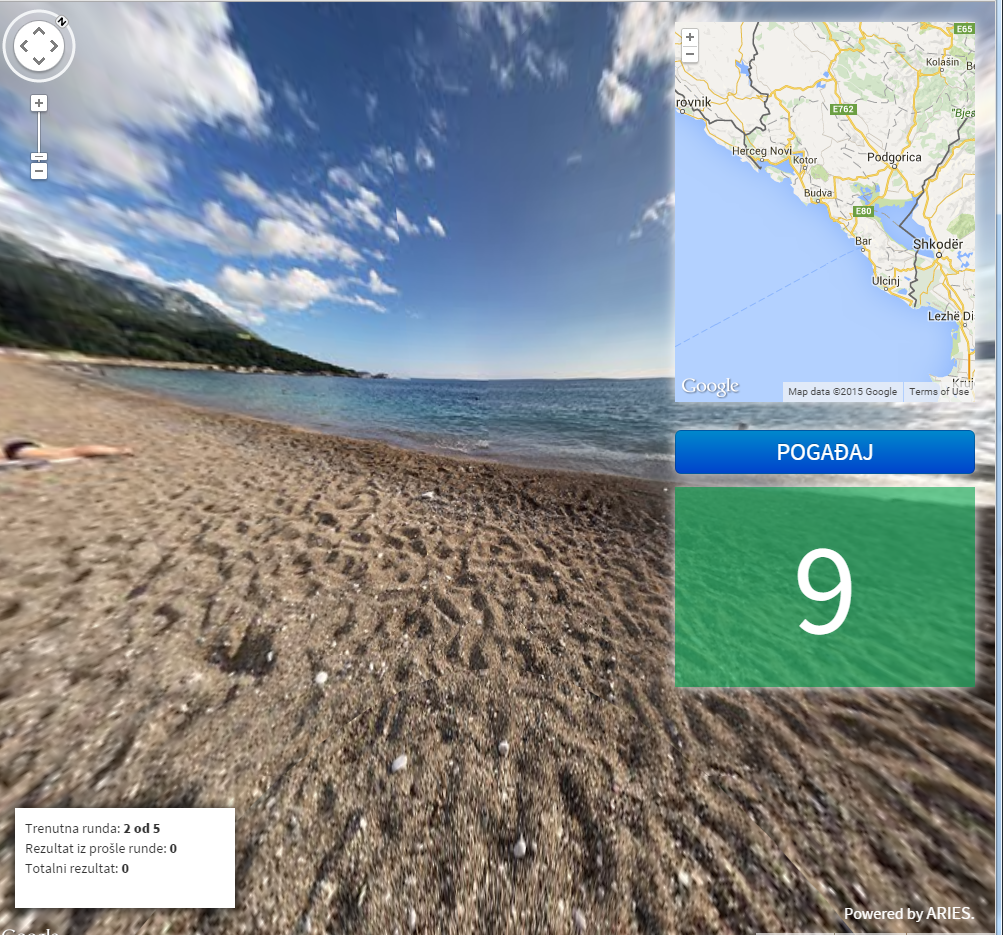 N
E65
Kolašin
rovnik
E762
"Bjea
Herceg Novi
Kotor
Podgorica
Budva
E80
Bar
Shkodër
Ulcinj
Lezhë Di
Kruj
Google
Map data ©2015 Google
Terms of Use
POGAĐAJ
9
Trenutna runda: 2 od 5
Rezultat iz prošle runde: 0
Totalni rezultat: 0
Powered by ARIES.
Google